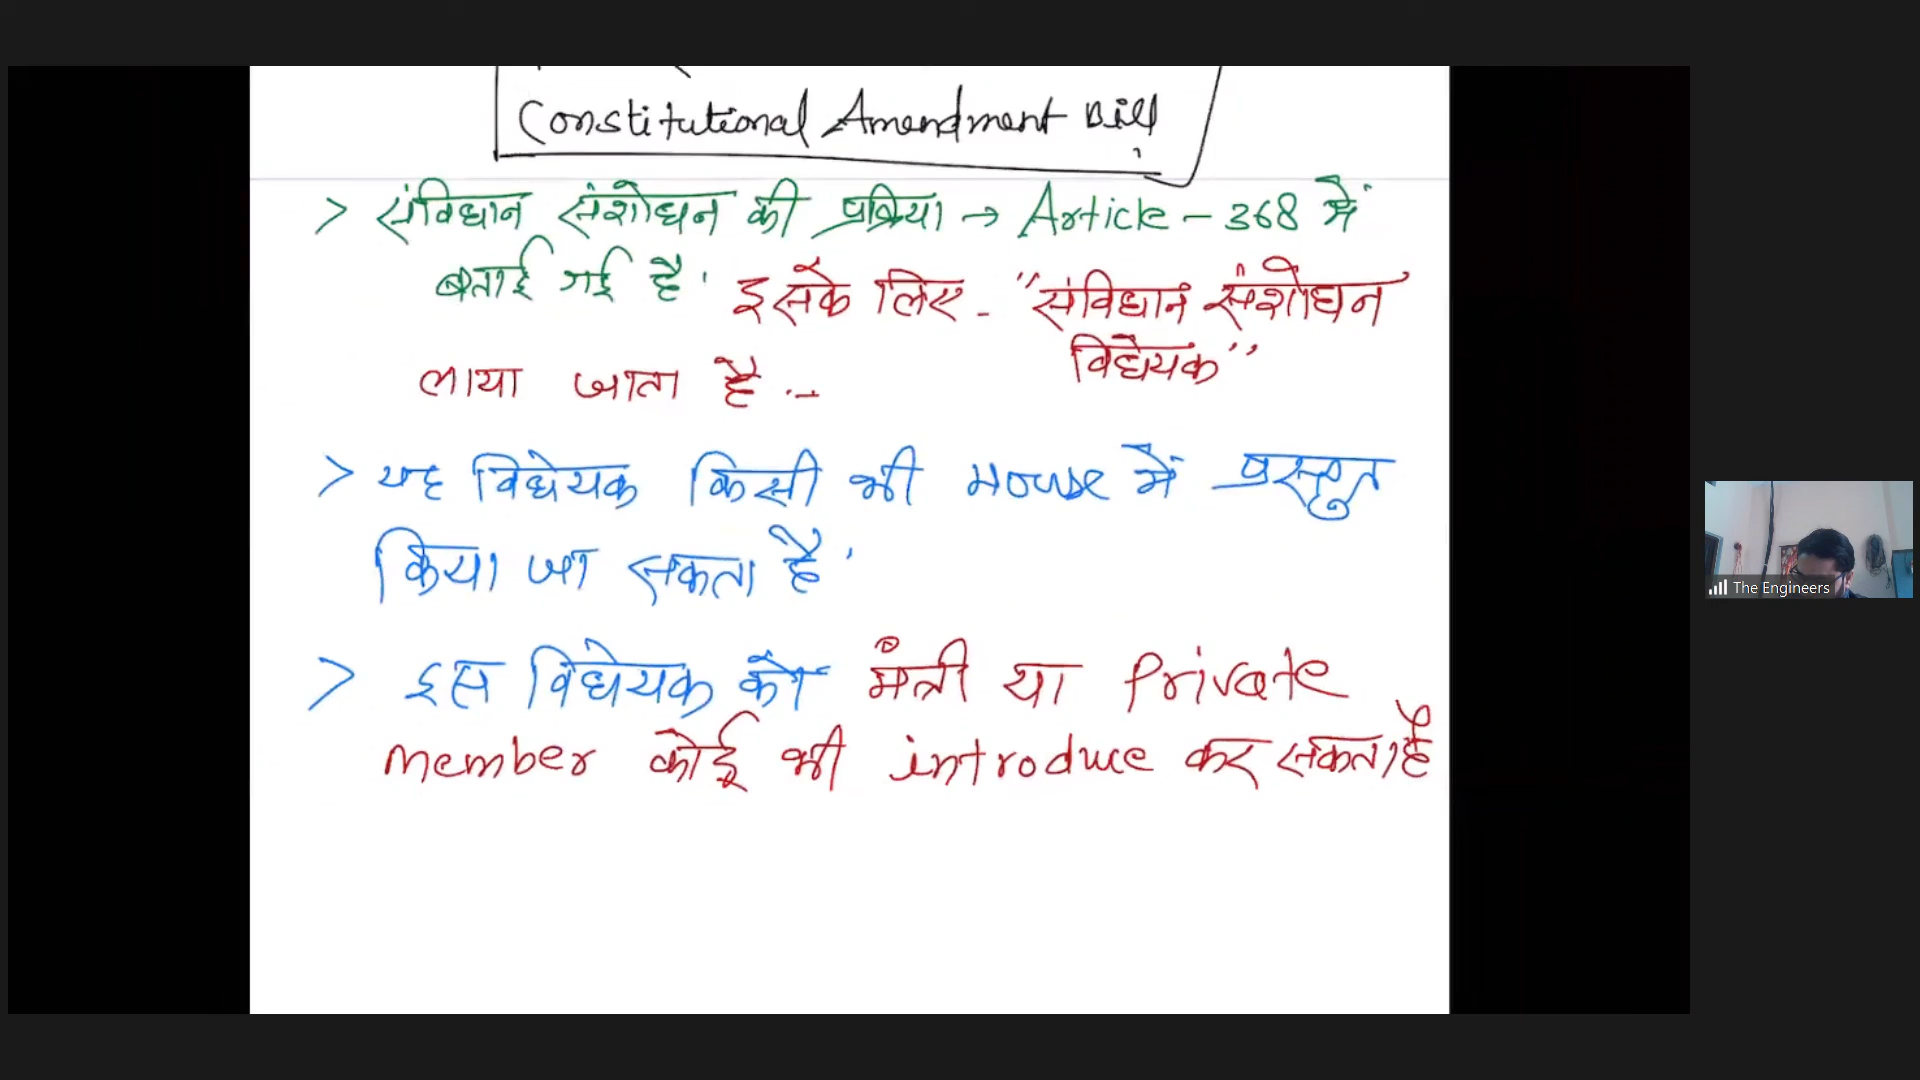 Constitutional Amendment Bill
> संविधान संशोधन की प्रक्रिया → Article - 368 में
बताई गई है। इसके लिए - "संविधान संशोधन
विधेयक"
लाया जाता है --
> यह विधेयक किसी भी House में प्रस्तुत
किया जा सकता है।
> इस विधेयक को मंत्री या Private
member कोई भी introduce कर सकता है
The Engineers